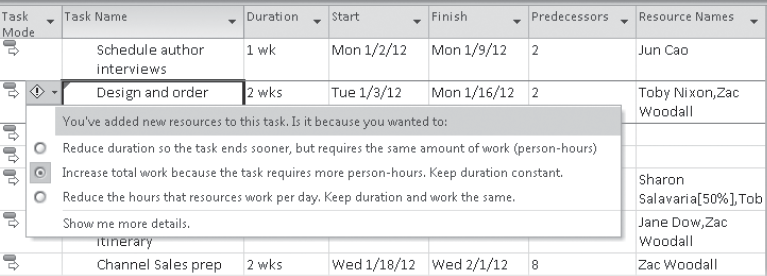 Task Mode Task Name Duration Start Finish Predecessors Resource Names
Schedule author interviews 1 wk Mon 1/2/12 Mon 1/9/12 2 Jun Cao
Design and order 2 wks Tue 1/3/12 Mon 1/16/12 2 Toby Nixon,Zac Woodall
You've added new resources to this task. Is it because you wanted to:
Reduce duration so the task ends sooner, but requires the same amount of work (person-hours)
Increase total work because the task requires more person-hours. Keep duration constant.
Reduce the hours that resources work per day. Keep duration and work the same.
Show me more details.
Sharon
Salavaria[50%],Tob
Jane Dow,Zac
itinerary Woodall
Channel Sales prep 2 wks Wed 1/18/12 Wed 2/1/12 8 Zac Woodall